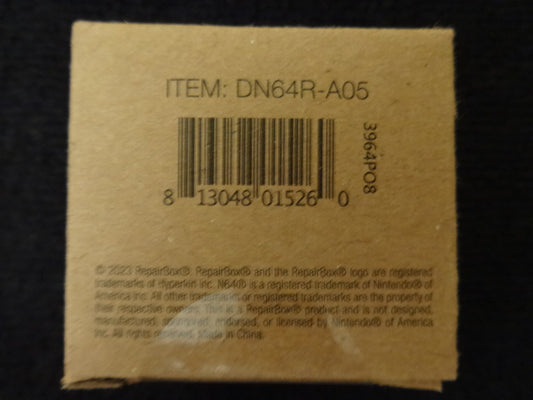 ITEM: DN64R-A05
3964PO8
8 13048 01526 0
© 2023 RepairBox®. RepairBox® and the RepairBox® logo are registered
trademarks of Hyperkin Inc. N64® is a registered trademark of Nintendo® of
America Inc. All other trademarks or registered trademarks are the property of
their respective owners. This is a RepairBox® product and is not designed,
manufactured, sponsored, endorsed, or licensed by Nintendo® of America
Inc. All rights reserved. Made in China.